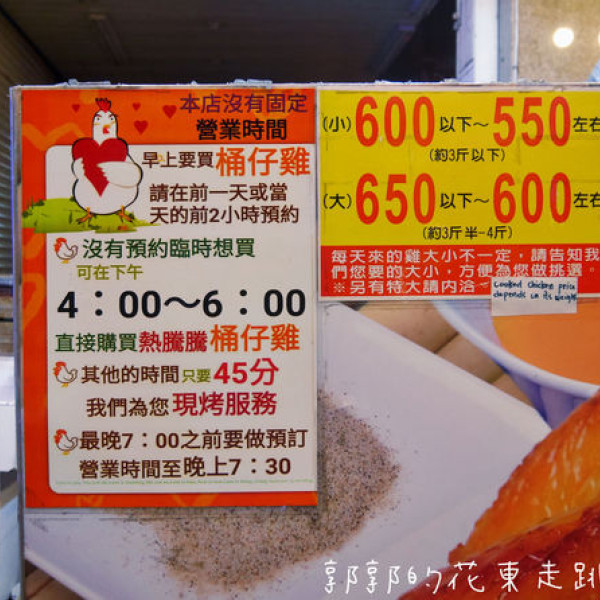 本店沒有固定
營業時間
早上要買桶仔雞
請在前一天或當
天的前2小時預約
沒有預約臨時想買
可在下午
4：00～6：00
直接購買熱騰騰桶仔雞
其他的時間只要45分
我們為您現烤服務
最晚7：00之前要做預訂
營業時間至晚上7：30
(小)600以下～550左右
(約3斤以下)
(大)650以下～600左右
(約3斤半-4斤)
每天來的雞大小不一定，請告知我
們您要的大小，方便為您做挑選。
※另有特大請內洽
Cooked chicken price
depends on its weight
郭郭的花東走跳